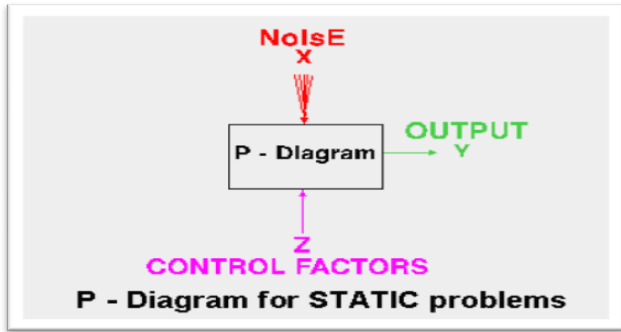 NoIsE
X
P - DIagram
OUTPUT
Y
Z
CONTROL FACTORS
P - Diagram for STATIC problems